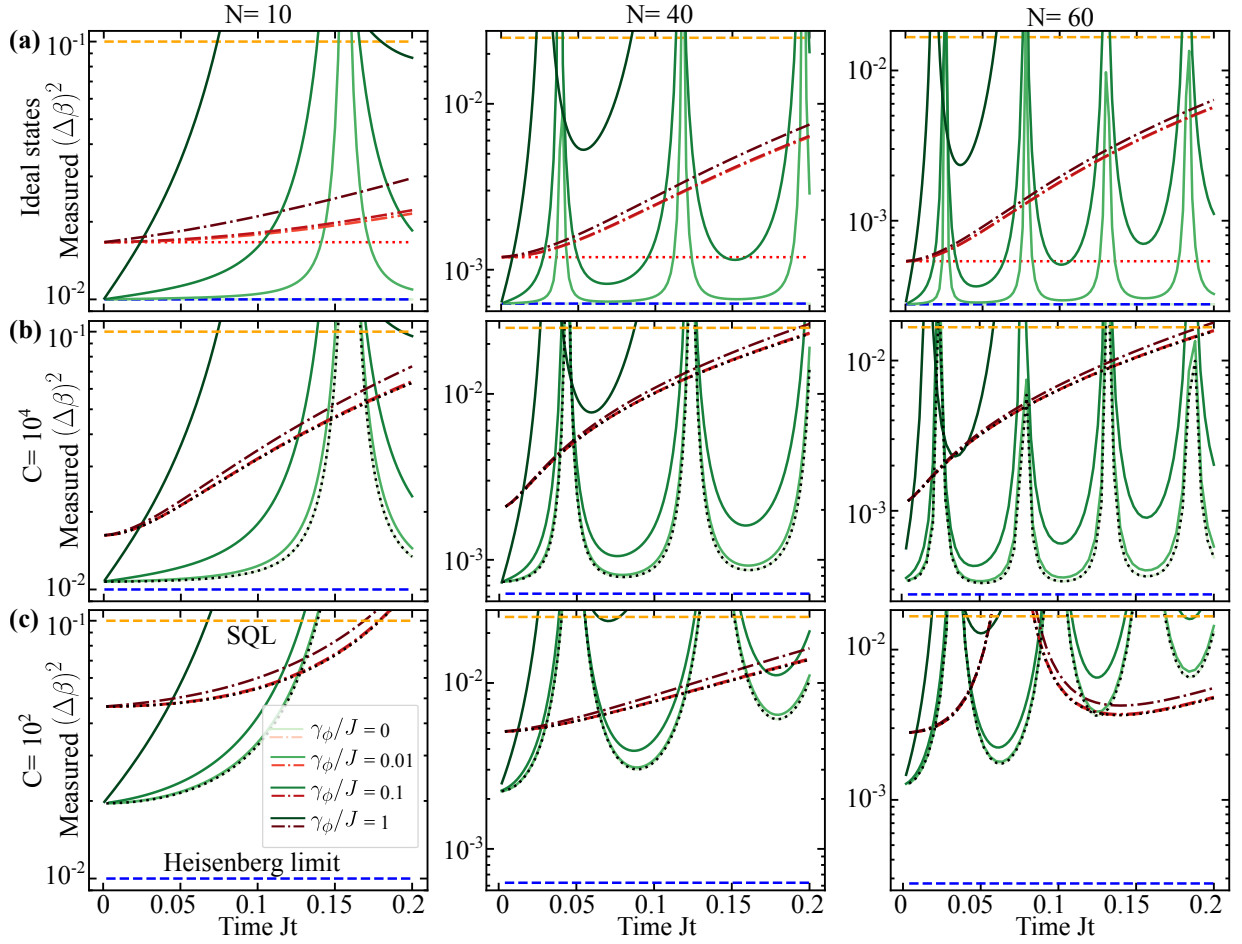 N= 10
N= 40
N= 60
(a)
Ideal states
Measured (Δβ)²
10⁻¹
10⁻²
10⁻²
10⁻³
10⁻²
10⁻³
(b)
C= 10⁴
Measured (Δβ)²
10⁻¹
10⁻²
10⁻²
10⁻³
10⁻²
10⁻³
(c)
C= 10²
Measured (Δβ)²
10⁻¹
10⁻²
SQL
γ_ϕ/J = 0
γ_ϕ/J = 0.01
γ_ϕ/J = 0.1
γ_ϕ/J = 1
Heisenberg limit
10⁻²
10⁻³
10⁻²
10⁻³
0 0.05 0.1 0.15 0.2
0 0.05 0.1 0.15 0.2
0 0.05 0.1 0.15 0.2
Time Jt
Time Jt
Time Jt